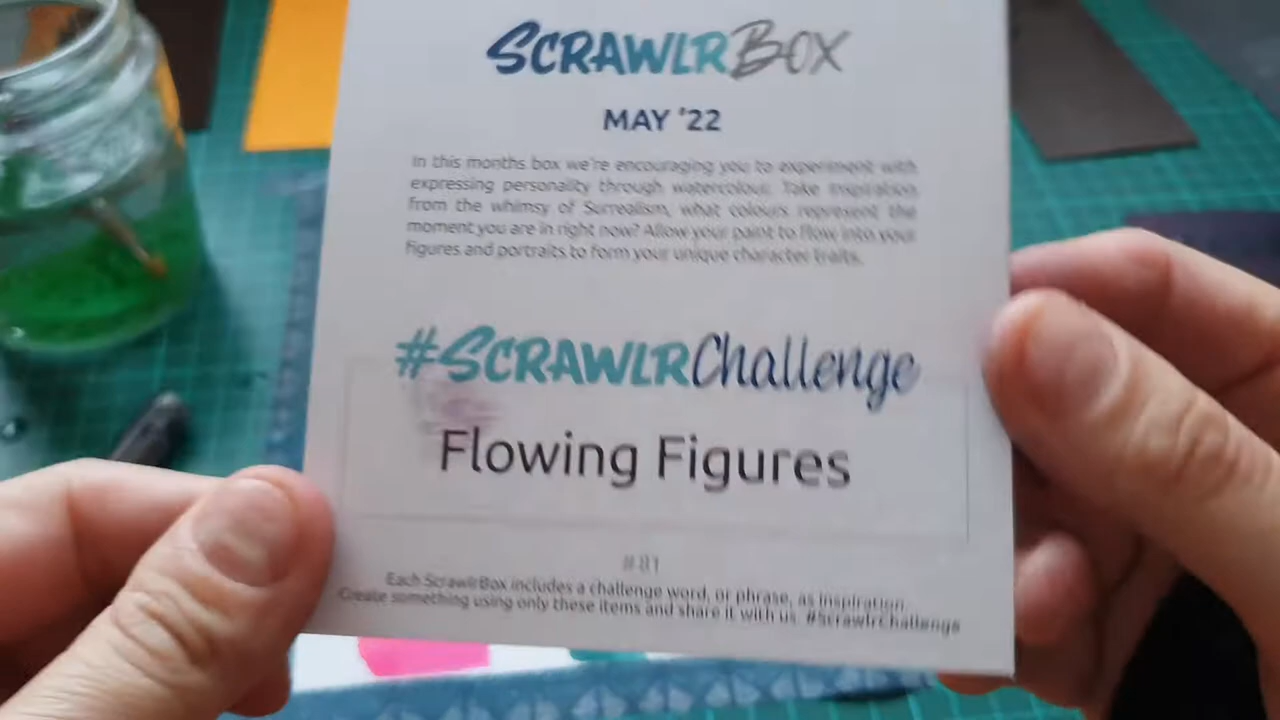 SCRAWLRBOX
MAY '22
In this months box we're encouraging you to experiment with
expressing personality through watercolour. Take inspiration
from the whimsy of Surrealism, what colours represent the
moment you are in right now? Allow your paint to flow into your
figures and portraits to form your unique character traits.
#SCRAWLRChallenge
Flowing Figures
#81
Each ScrawlrBox includes a challenge word, or phrase, as inspiration.
Create something using only these items and share it with us. #ScrawlrChallenge